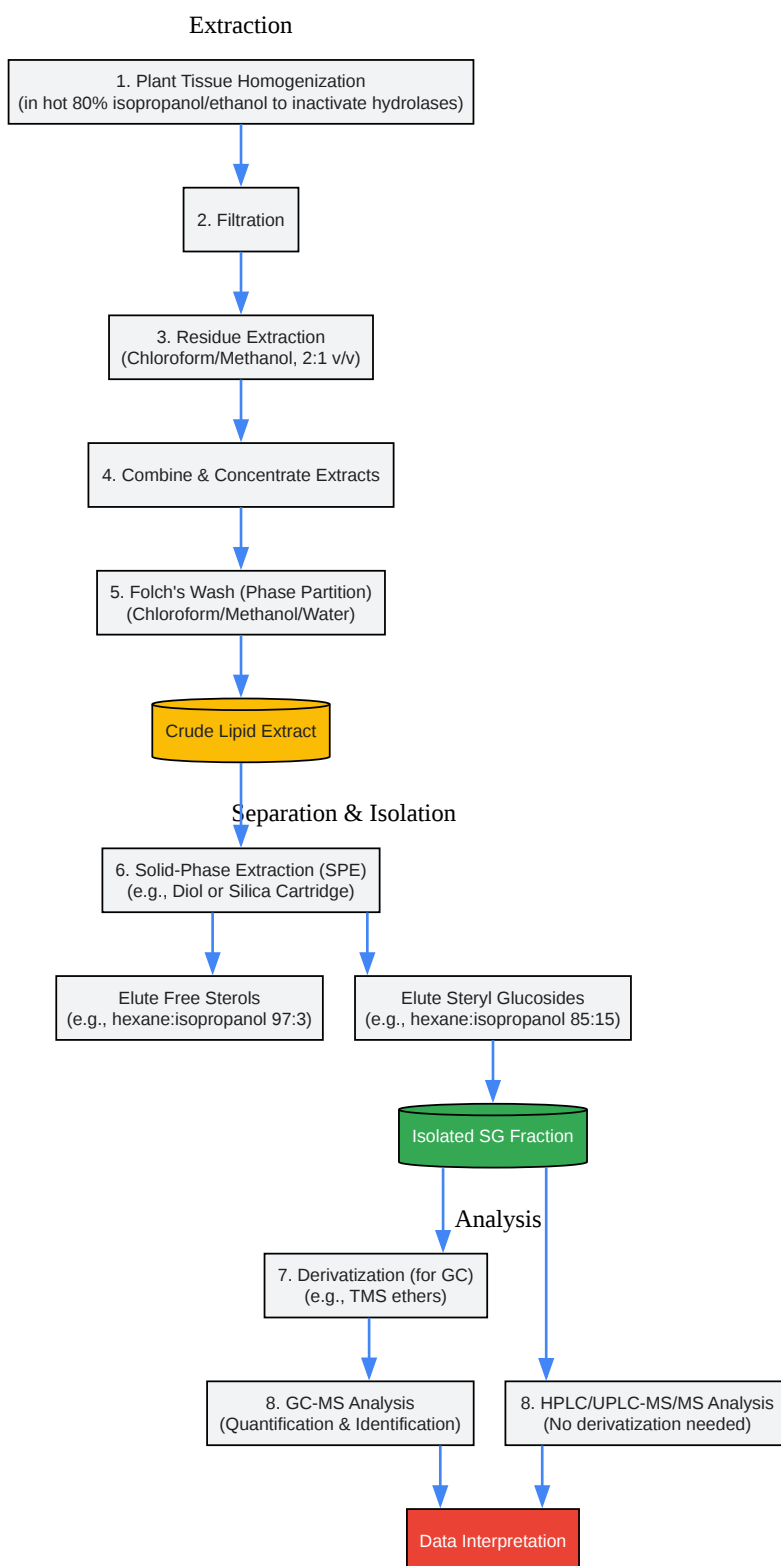 Extraction
1. Plant Tissue Homogenization
(in hot 80% isopropanol/ethanol to inactivate hydrolases)
2. Filtration
3. Residue Extraction
(Chloroform/Methanol, 2:1 v/v)
4. Combine & Concentrate Extracts
5. Folch's Wash (Phase Partition)
(Chloroform/Methanol/Water)
Crude Lipid Extract
Separation & Isolation
6. Solid-Phase Extraction (SPE)
(e.g., Diol or Silica Cartridge)
Elute Free Sterols
(e.g., hexane:isopropanol 97:3)
Elute Steryl Glucosides
(e.g., hexane:isopropanol 85:15)
Isolated SG Fraction
Analysis
7. Derivatization (for GC)
(e.g., TMS ethers)
8. GC-MS Analysis
(Quantification & Identification)
8. HPLC/UPLC-MS/MS Analysis
(No derivatization needed)
Data Interpretation